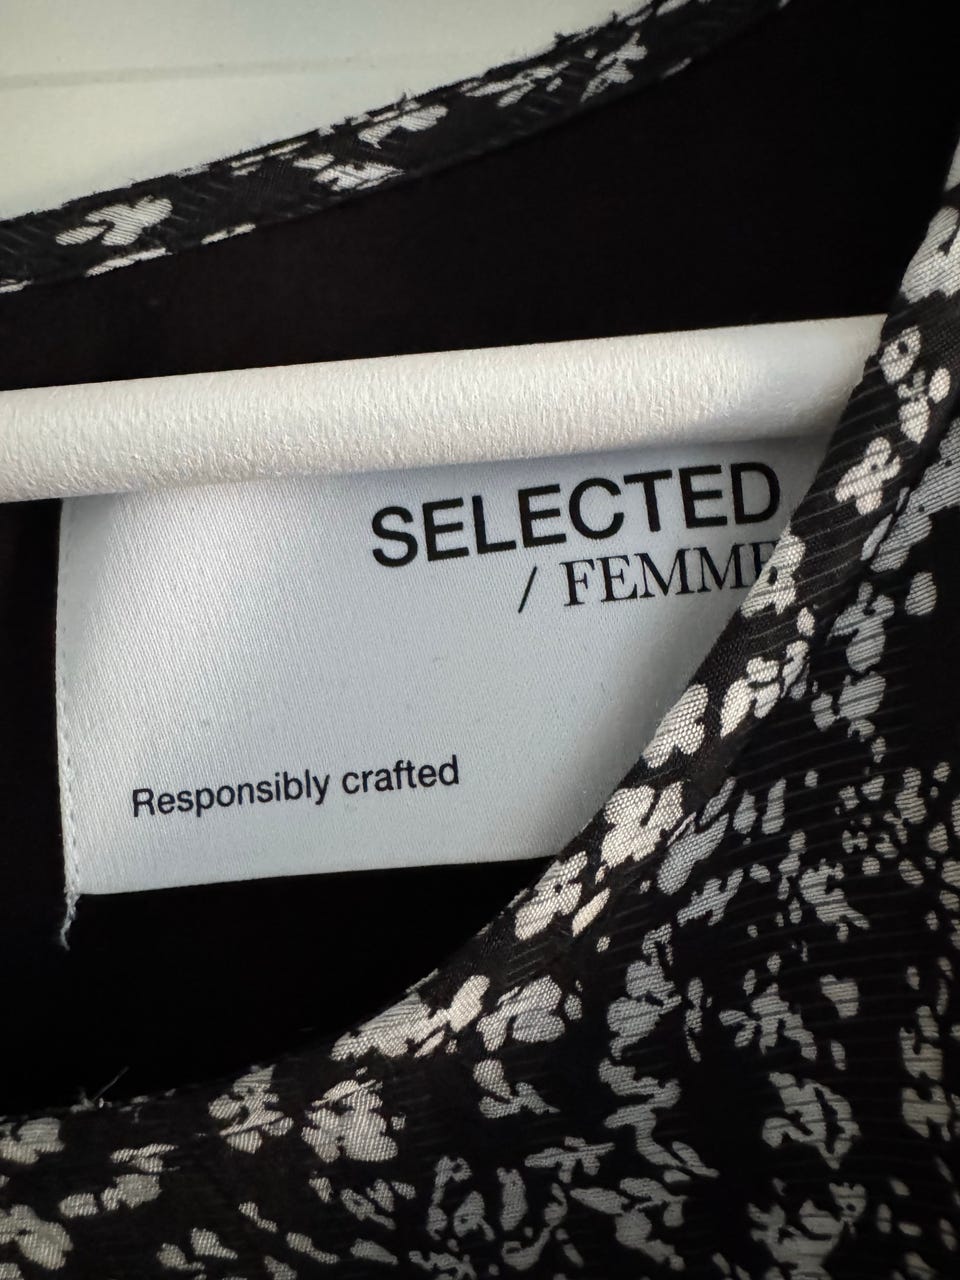 SELECTED
/ FEMME
Responsibly crafted